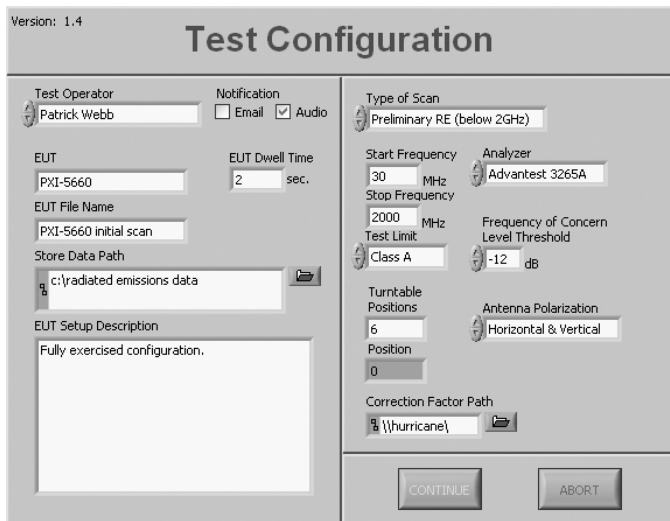 Version: 1.4
Test Configuration
Test Operator
Patrick Webb
Notification
Email Audio
EUT
PXI-5660
EUT Dwell Time
2 sec.
EUT File Name
PXI-5660 initial scan
Store Data Path
c:\radiated emissions data
EUT Setup Description
Fully exercised configuration.
Type of Scan
Preliminary RE (below 2GHz)
Start Frequency
30 MHz
Analyzer
Advantest 3265A
Stop Frequency
2000 MHz
Test Limit
Class A
Frequency of Concern
Level Threshold
-12 dB
Turntable
Positions
6
Antenna Polarization
Horizontal & Vertical
Position
0
Correction Factor Path
\\hurricane\
CONTINUE
ABORT